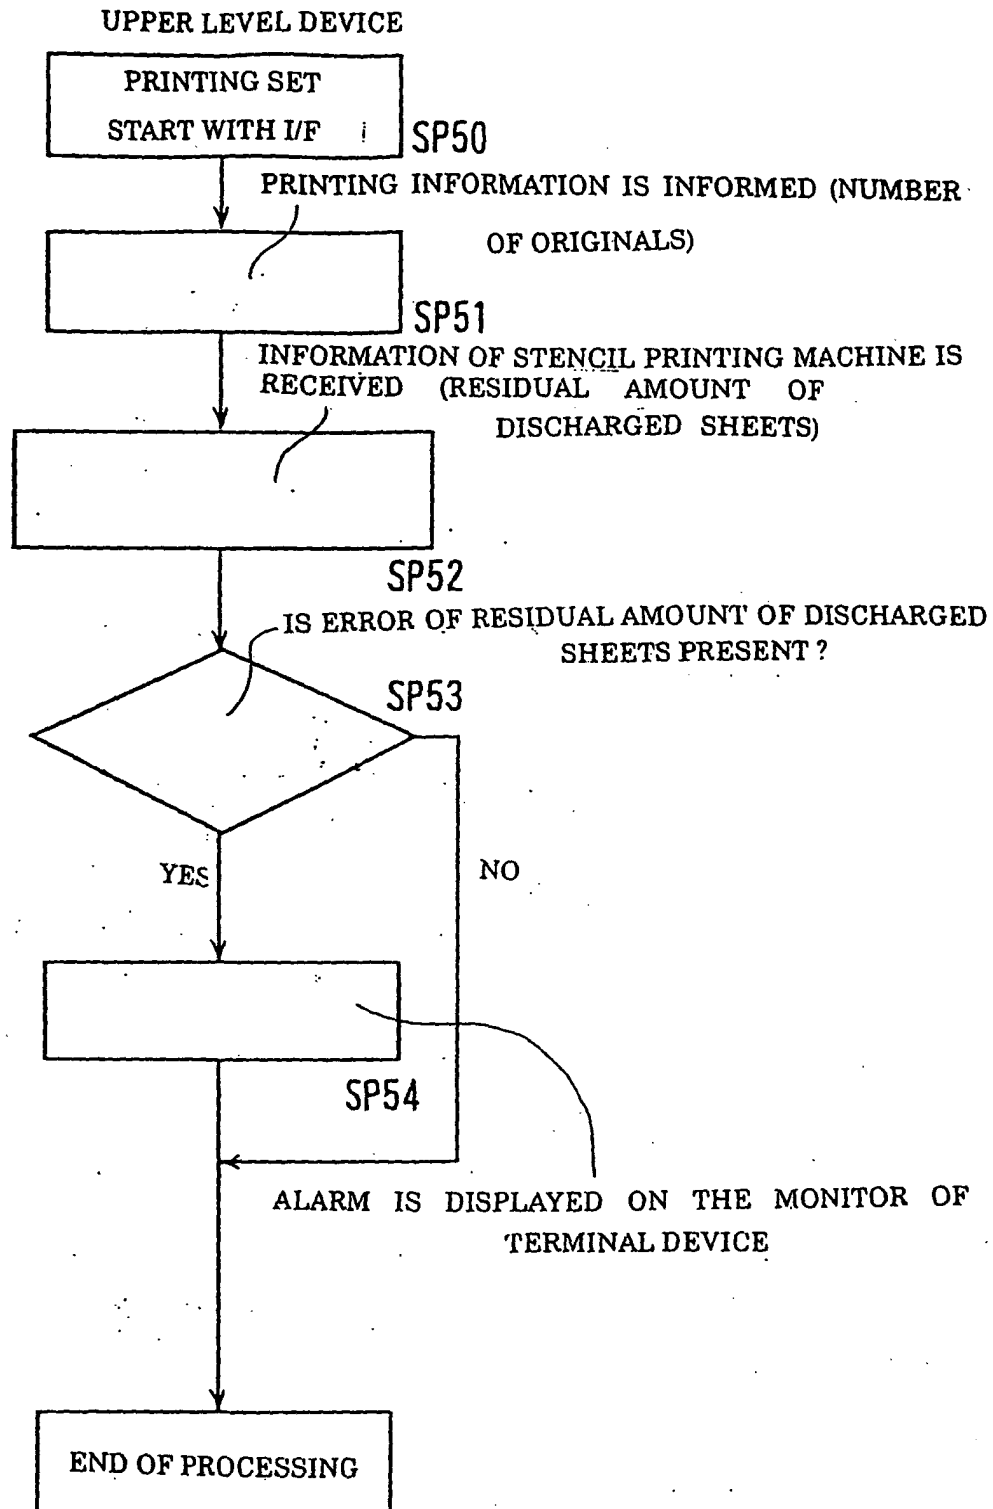 UPPER LEVEL DEVICE
PRINTING SET
START WITH I/F
SP50
PRINTING INFORMATION IS INFORMED (NUMBER
OF ORIGINALS)
SP51
INFORMATION OF STENCIL PRINTING MACHINE IS
RECEIVED (RESIDUAL AMOUNT OF
DISCHARGED SHEETS)
SP52
IS ERROR OF RESIDUAL AMOUNT OF DISCHARGED
SHEETS PRESENT ?
SP53
YES
NO
SP54
ALARM IS DISPLAYED ON THE MONITOR OF
TERMINAL DEVICE
END OF PROCESSING